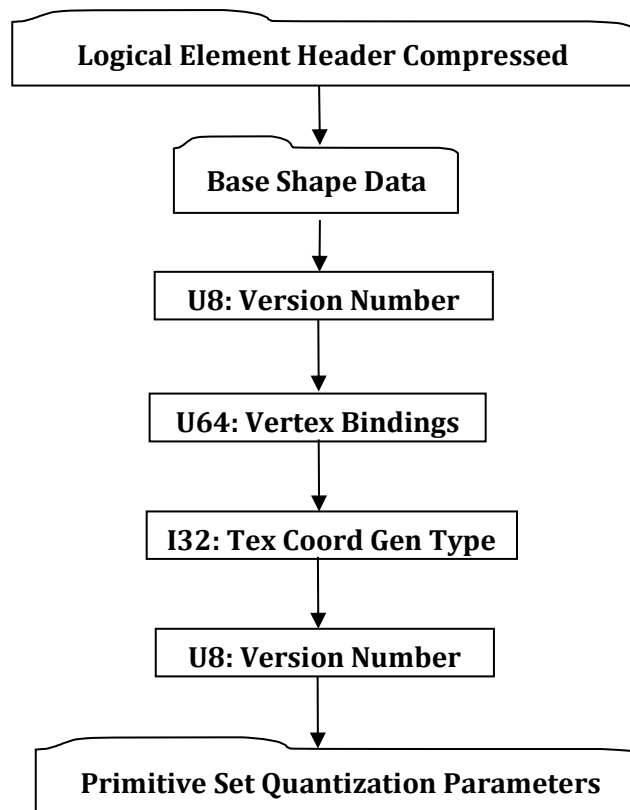 Logical Element Header Compressed
Base Shape Data
U8: Version Number
U64: Vertex Bindings
I32: Tex Coord Gen Type
U8: Version Number
Primitive Set Quantization Parameters